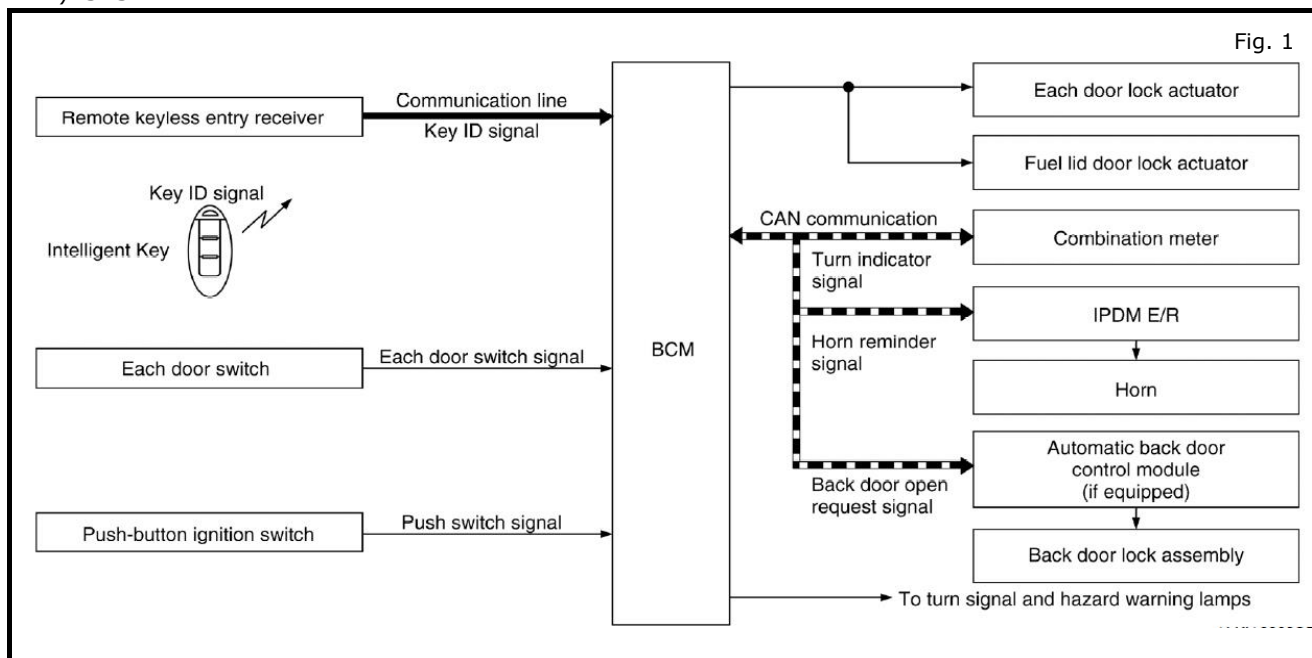 Fig. 1
Remote keyless entry receiver
Communication line
Key ID signal
Key ID signal
Intelligent Key
Each door switch
Each door switch signal
Push-button ignition switch
Push switch signal
BCM
Each door lock actuator
Fuel lid door lock actuator
CAN communication
Combination meter
Turn indicator
signal
IPDM E/R
Horn reminder
signal
Horn
Automatic back door
control module
(if equipped)
Back door open
request signal
Back door lock assembly
To turn signal and hazard warning lamps